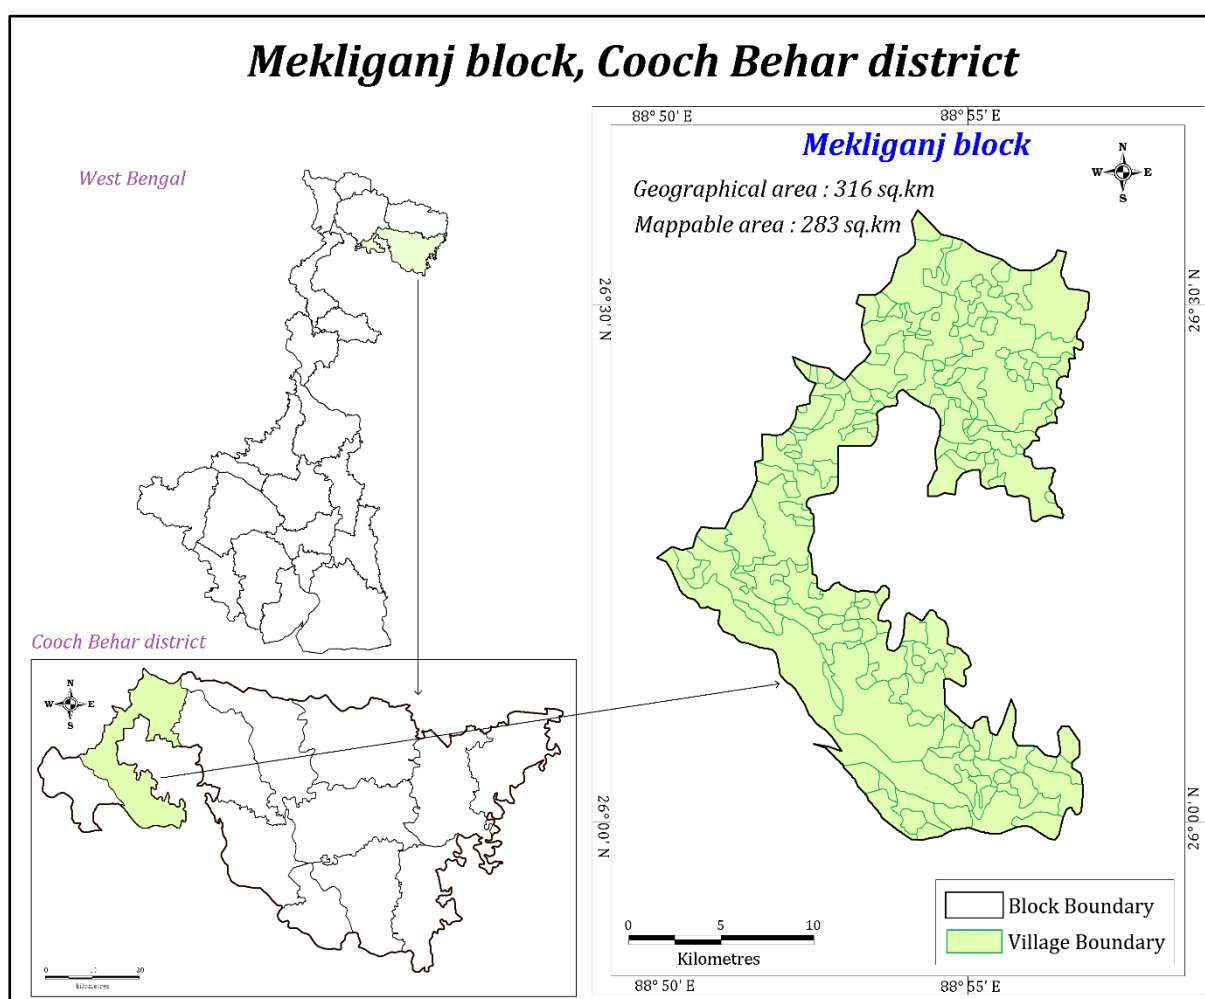 Mekliganj block, Cooch Behar district
West Bengal
Cooch Behar district
N
W E
S
0 10 20
kilometres
88° 50' E 88° 55' E
Mekliganj block
Geographical area : 316 sq.km
Mappable area : 283 sq.km
N
W E
S
26°30' N 26°30' N
26°00' N 26°00' N
Block Boundary
Village Boundary
0 5 10
Kilometres
88° 50' E 88° 55' E